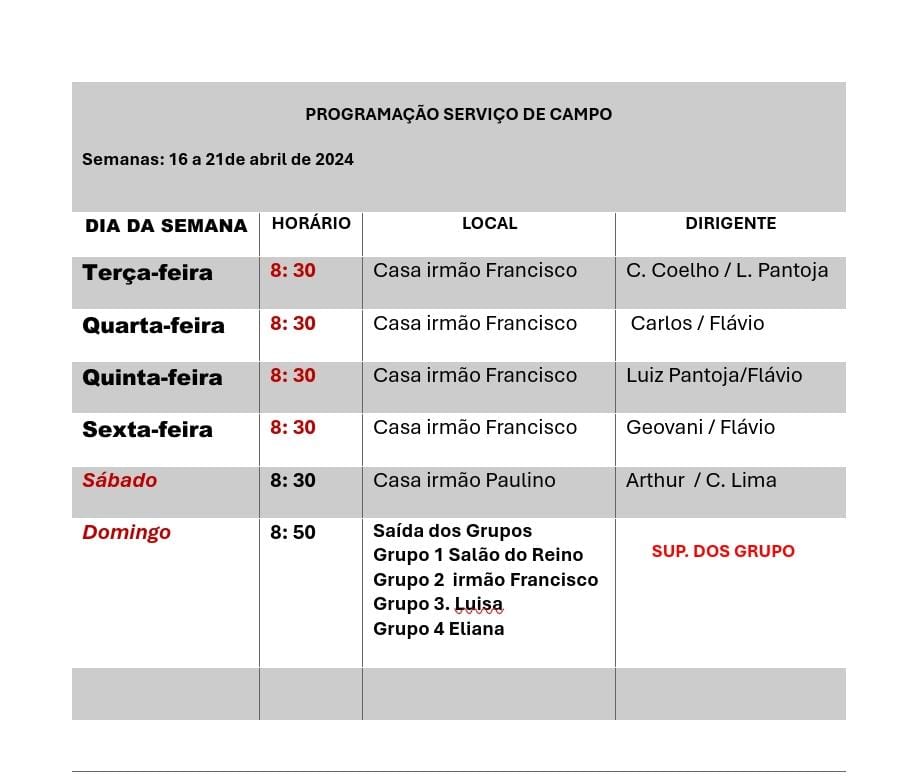 PROGRAMAÇÃO SERVIÇO DE CAMPO
Semanas: 16 a 21de abril de 2024
DIA DA SEMANA HORÁRIO LOCAL DIRIGENTE
Terça-feira 8: 30 Casa irmão Francisco C. Coelho / L. Pantoja
Quarta-feira 8: 30 Casa irmão Francisco Carlos / Flávio
Quinta-feira 8: 30 Casa irmão Francisco Luiz Pantoja/Flávio
Sexta-feira 8: 30 Casa irmão Francisco Geovani / Flávio
Sábado 8: 30 Casa irmão Paulino Arthur / C. Lima
Domingo 8: 50 Saída dos Grupos
SUP. DOS GRUPO
Grupo 1 Salão do Reino
Grupo 2 irmão Francisco
Grupo 3. Luisa
Grupo 4 Eliana